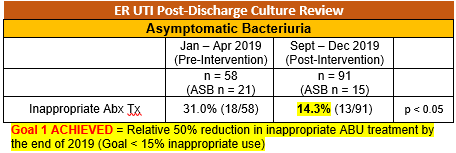 ER UTI Post-Discharge Culture Review
Asymptomatic Bacteriuria
Jan – Apr 2019 Sept – Dec 2019
(Pre-Intervention) (Post-Intervention)
n = 58 n = 91
(ASB n = 21) (ASB n = 15)
Inappropriate Abx Tx 31.0% (18/58) 14.3% (13/91) p < 0.05
Goal 1 ACHIEVED = Relative 50% reduction in inappropriate ABU treatment by
the end of 2019 (Goal < 15% inappropriate use)